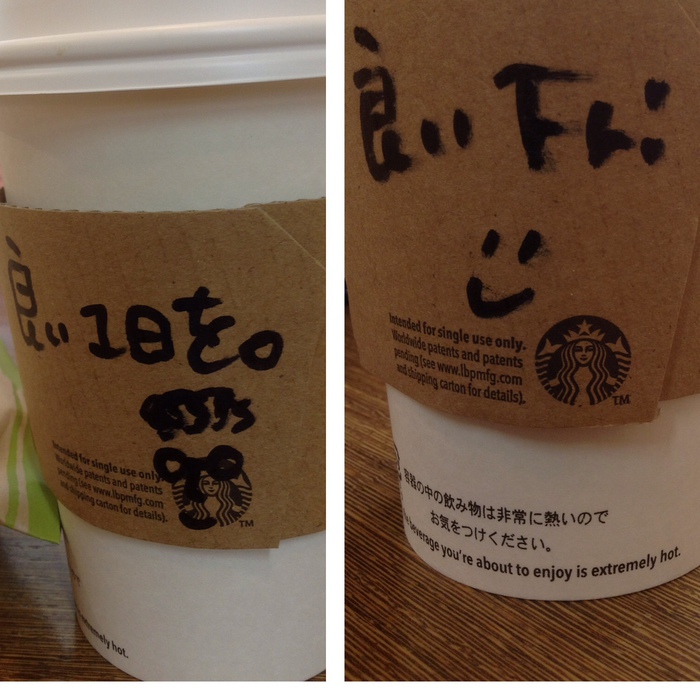 良い1日を。
Intended for single use only.
Worldwide patents and patents
pending (see www.lbpmfg.com
and shipping carton for details).
TM
extremely hot.
良い
Intended for single use only.
Worldwide patents and patents
pending (see www.lbpmfg.com
and shipping carton for details).
TM
容器の中の飲み物は非常に熱いので
お気をつけください。
beverage you're about to enjoy is extremely hot.